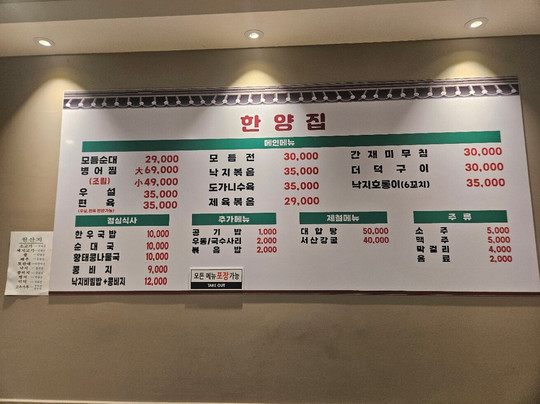 한양집
메인메뉴
모듬순대 29,000
병어찜 大 69,000
(조림) 小 49,000
우설 35,000
편육 35,000
모듬전 30,000
낙지볶음 35,000
도가니수육 35,000
제육볶음 29,000
간재미무침 30,000
더덕구이 30,000
낙지호롱이(6꼬치) 35,000
점심식사
한우국밥 10,000
순대국 10,000
황태콩나물국 10,000
콩비지 9,000
낙지비빔밥+콩비지 12,000
추가메뉴
공기밥 1,000
우동/국수사리 2,000
볶음밥 2,000
모든 메뉴 포장가능
TAKE OUT
계절메뉴
대합탕 50,000
서산강굴 40,000
주류
소주 5,000
맥주 5,000
막걸리 4,000
음료 2,000
원산지